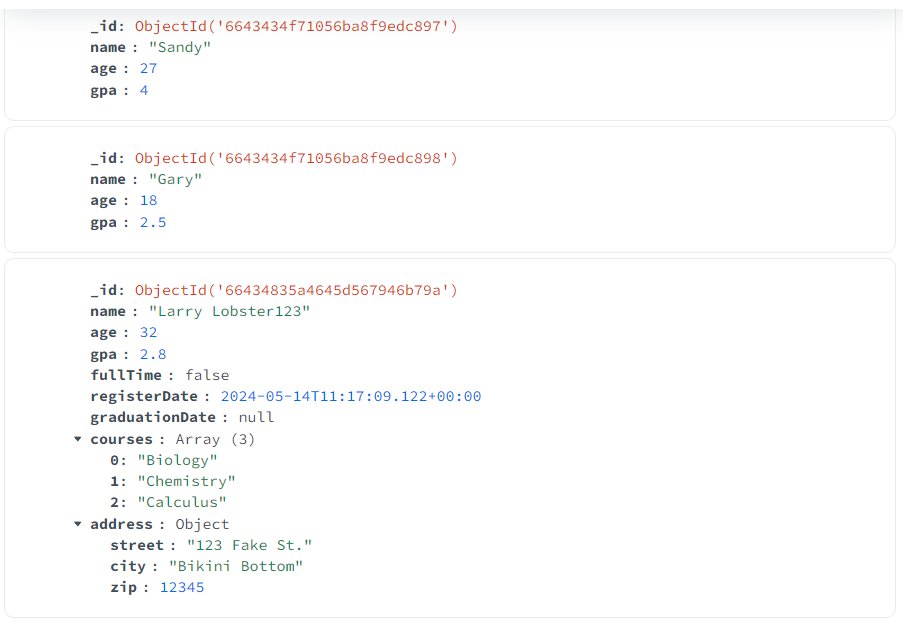 _id: ObjectId('6643434f71056ba8f9edc897')
name : "Sandy"
age : 27
gpa : 4
_id: ObjectId('6643434f71056ba8f9edc898')
name : "Gary"
age : 18
gpa : 2.5
_id: ObjectId('66434835a4645d567946b79a')
name : "Larry Lobster123"
age : 32
gpa : 2.8
fullTime : false
registerDate : 2024-05-14T11:17:09.122+00:00
graduationDate : null
courses : Array (3)
0: "Biology"
1: "Chemistry"
2: "Calculus"
address : Object
street : "123 Fake St."
city : "Bikini Bottom"
zip : 12345